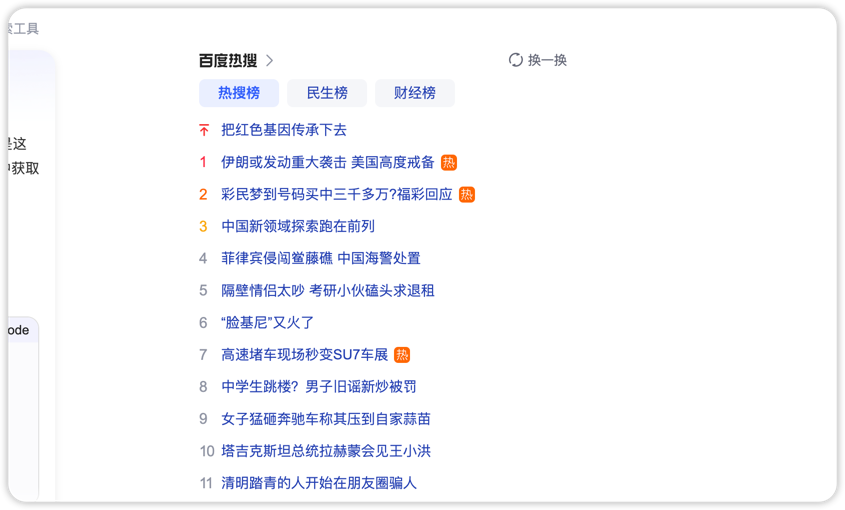 索工具
百度热搜 >
换一换
热搜榜 民生榜 财经榜
把红色基因传承下去
1 伊朗或发动重大袭击 美国高度戒备 热
2 彩民梦到号码买中三千多万?福彩回应 热
3 中国新领域探索跑在前列
4 菲律宾侵闯鲎藤礁 中国海警处置
5 隔壁情侣太吵 考研小伙磕头求退租
6 “脸基尼”又火了
7 高速堵车现场秒变SU7车展 热
8 中学生跳楼？男子旧谣新炒被罚
9 女子猛砸奔驰车称其压到自家蒜苗
10 塔吉克斯坦总统拉赫蒙会见王小洪
11 清明踏青的人开始在朋友圈骗人
是这
获取
ode